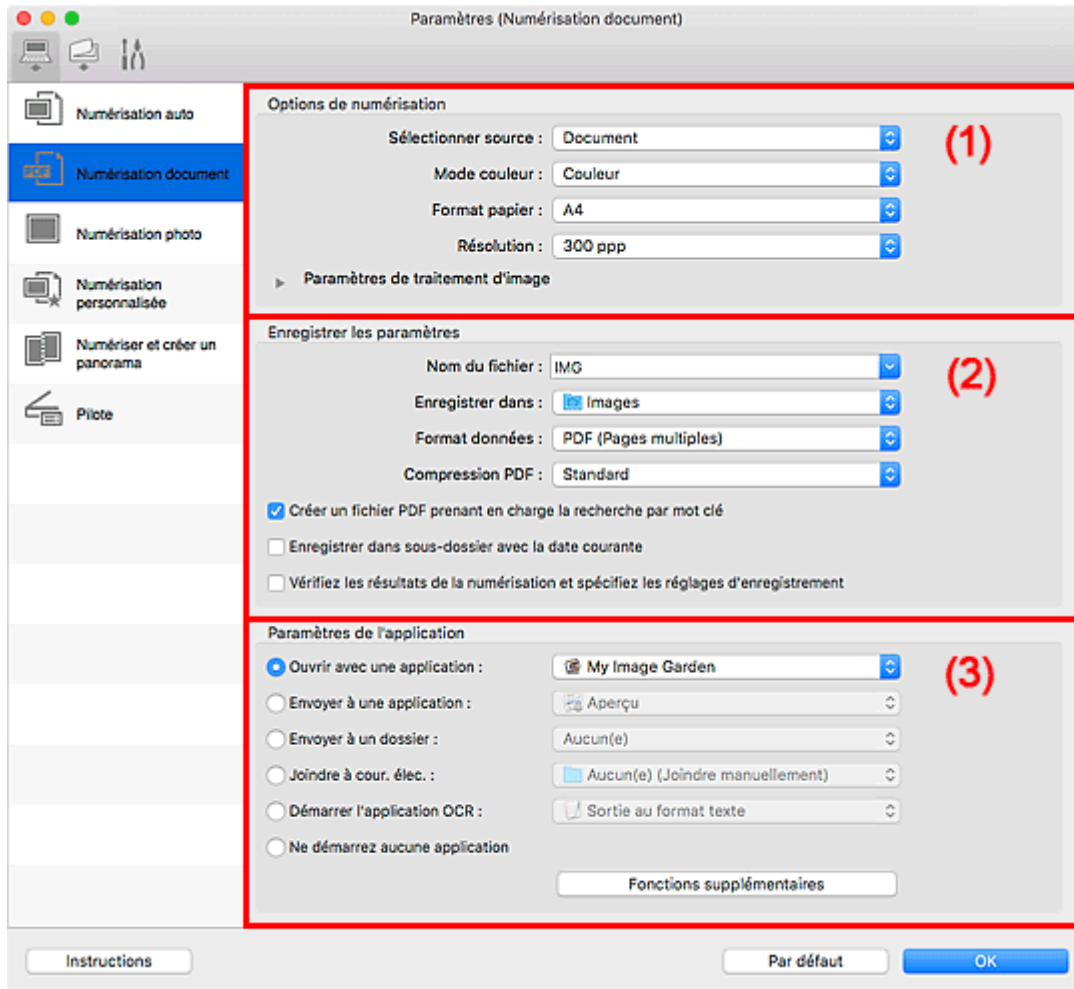 Paramètres (Numérisation document)
Numérisation auto
Numérisation document
Numérisation photo
Numérisation
personnalisée
Numériser et créer un
panorama
Pilote
Options de numérisation
(1)
Sélectionner source : Document
Mode couleur : Couleur
Format papier : A4
Résolution : 300 ppp
Paramètres de traitement d'image
Enregistrer les paramètres
(2)
Nom du fichier : IMG
Enregistrer dans : Images
Format données : PDF (Pages multiples)
Compression PDF : Standard
Créer un fichier PDF prenant en charge la recherche par mot clé
Enregistrer dans sous-dossier avec la date courante
Vérifiez les résultats de la numérisation et spécifiez les réglages d'enregistrement
Paramètres de l'application
(3)
Ouvrir avec une application : My Image Garden
Envoyer à une application : Aperçu
Envoyer à un dossier : Aucun(e)
Joindre à cour. élec. : Aucun(e) (Joindre manuellement)
Démarrer l'application OCR : Sortie au format texte
Ne démarrez aucune application
Fonctions supplémentaires
Instructions
Par défaut
OK
PDF